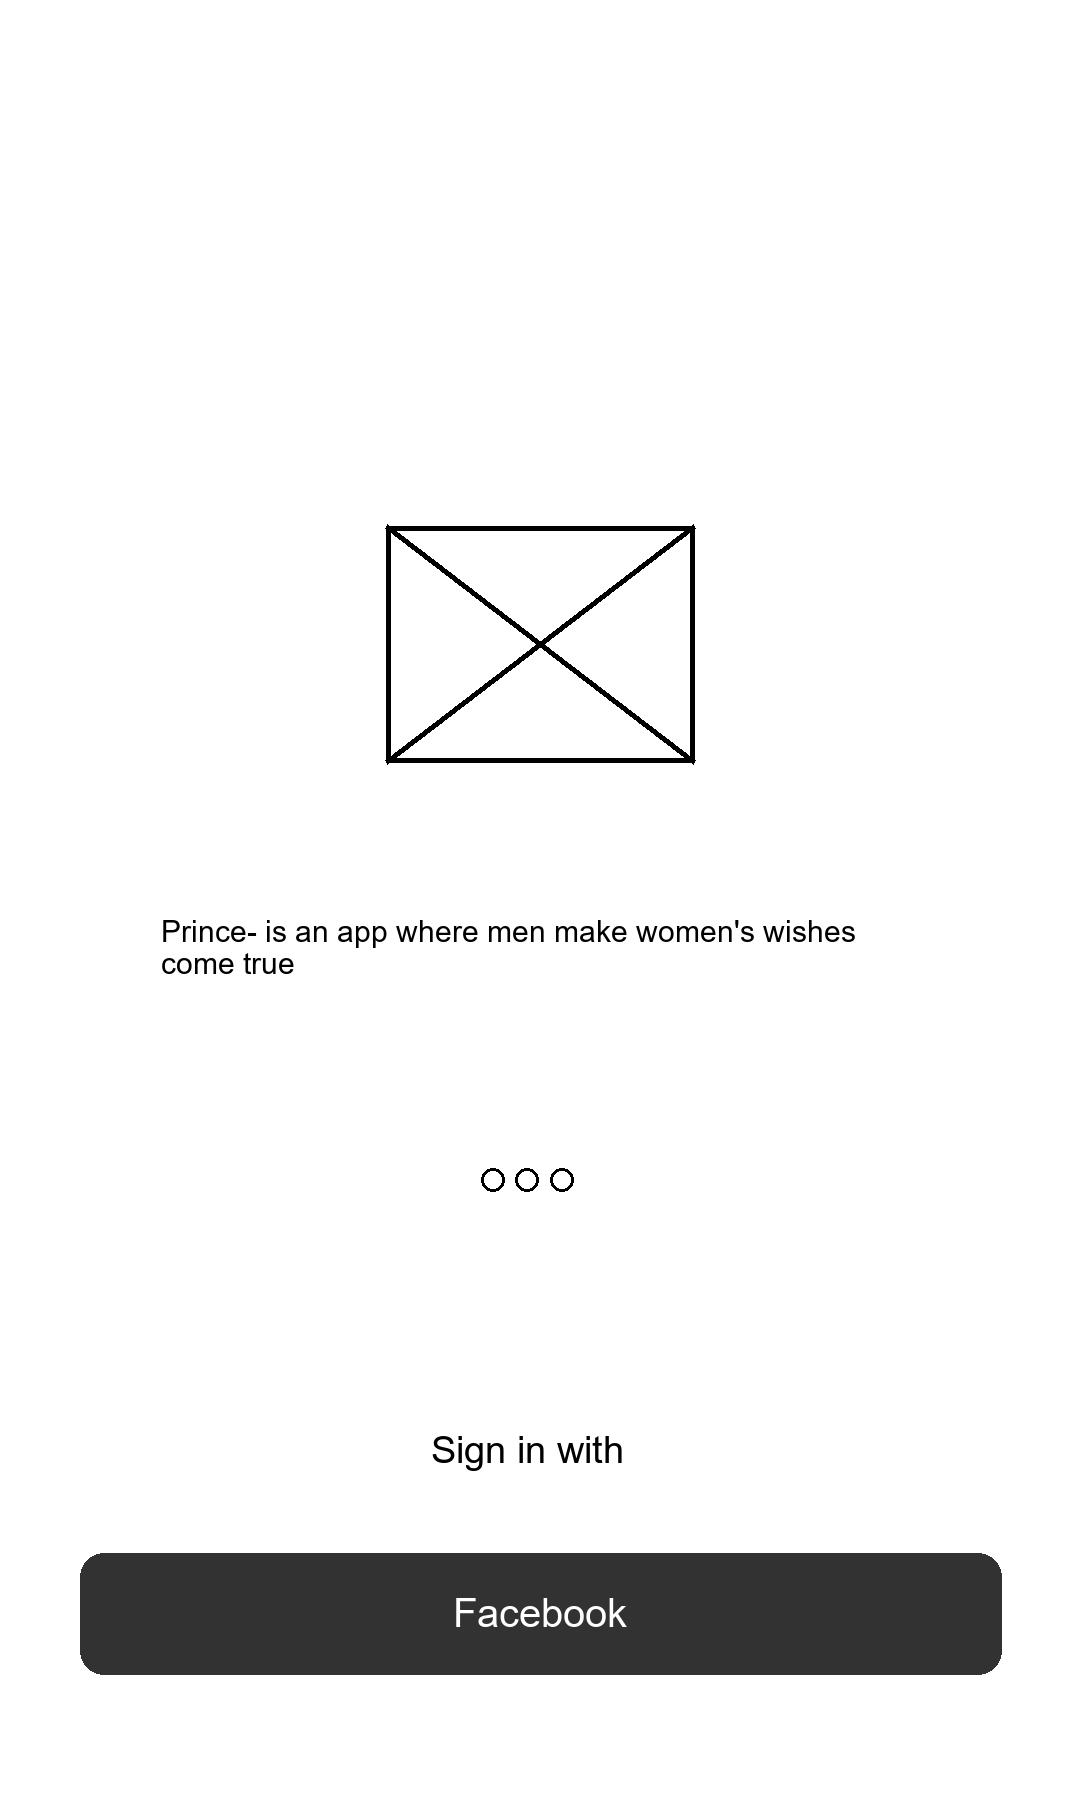 Prince- is an app where men make women's wishes
come true
Sign in with
Facebook